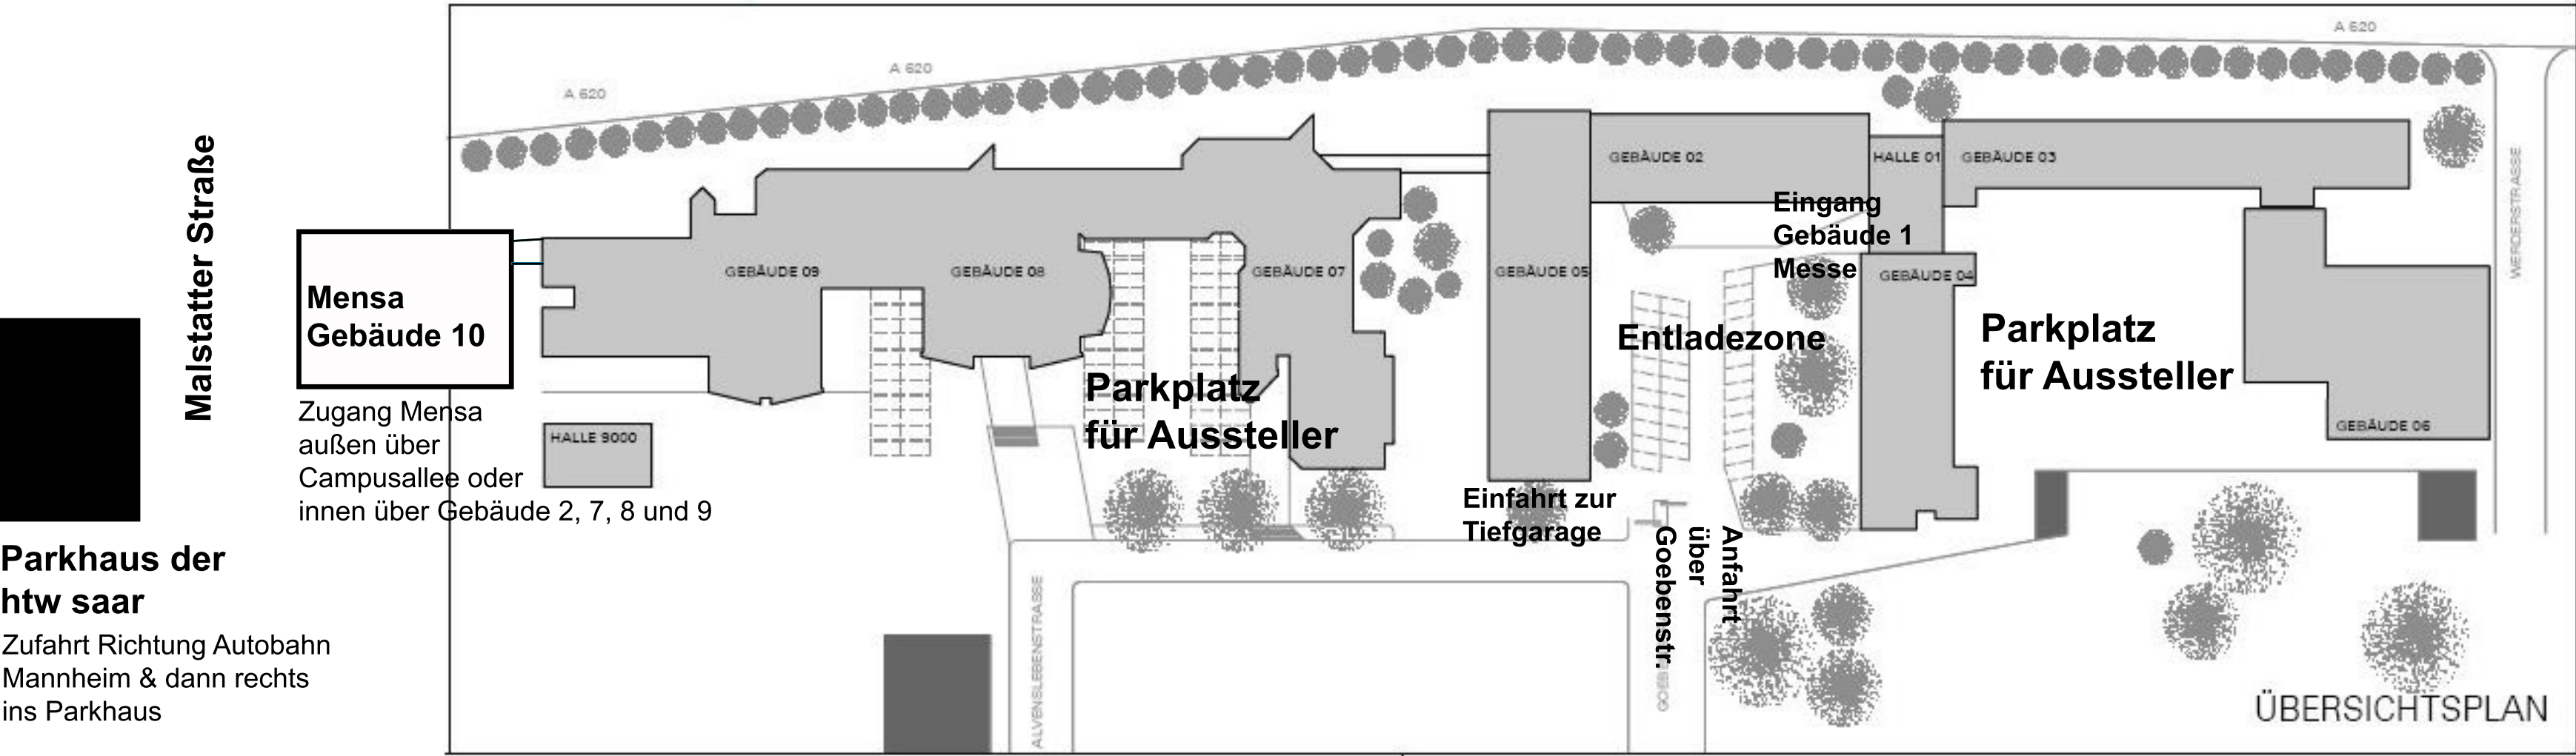 A 620
A 620
A 620
Malstatter Straße
GEBÄUDE 02
HALLE 01
GEBÄUDE 03
WERDERSTRASSE
Eingang
Gebäude 1
Messe
GEBÄUDE 09
GEBÄUDE 08
GEBÄUDE 07
GEBÄUDE 05
GEBÄUDE 04
Mensa
Gebäude 10
Entladezone
Parkplatz
für Aussteller
Parkplatz
für Aussteller
GEBÄUDE 06
Zugang Mensa
außen über
Campusallee oder
innen über Gebäude 2, 7, 8 und 9
HALLE 9000
Einfahrt zur
Tiefgarage
Anfahrt
über
Goebenstr.
Parkhaus der
htw saar
Zufahrt Richtung Autobahn
Mannheim & dann rechts
ins Parkhaus
ALVENSLEBENSTRASSE
ÜBERSICHTSPLAN